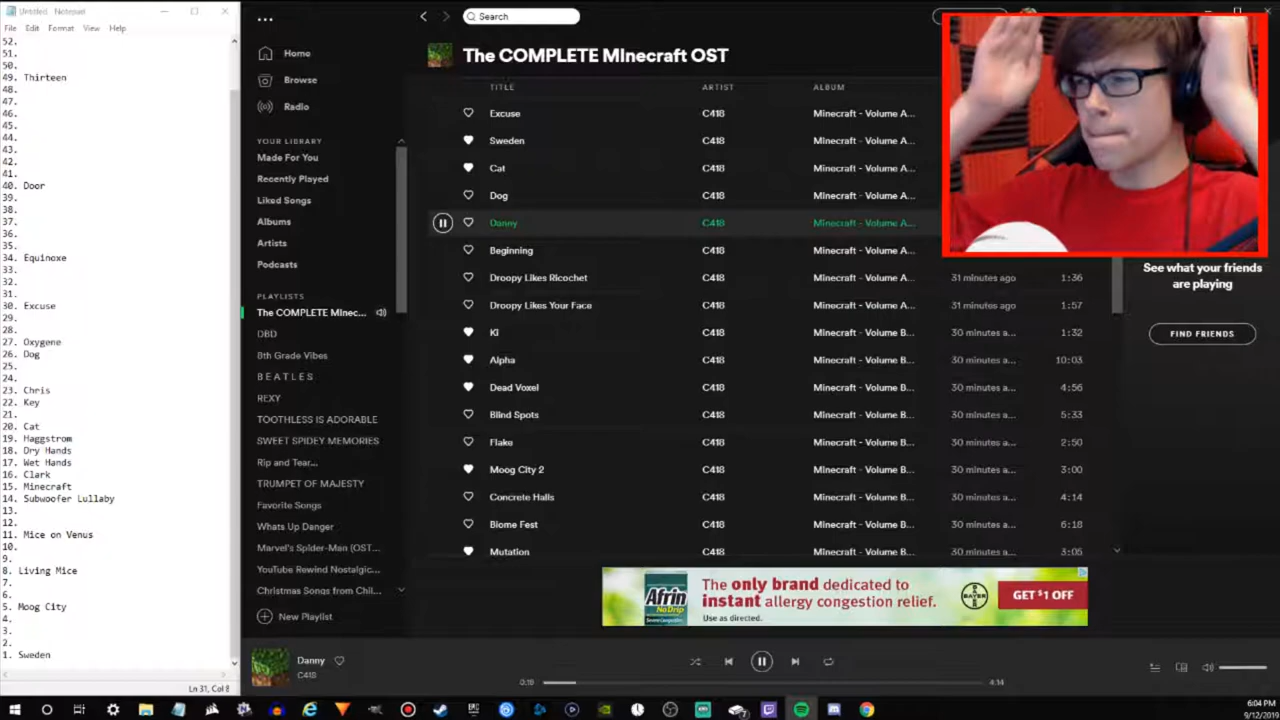 Untitled - Notepad
File Edit Format View Help
52.
51.
50.
49. Thirteen
48.
47.
46.
45.
44.
43.
42.
41.
40. Door
39.
38.
37.
36.
35.
34. Equinoxe
33.
32.
31.
30. Excuse
29.
28.
27. Oxygene
26. Dog
25.
24.
23. Chris
22. Key
21.
20. Cat
19. Haggstrom
18. Dry Hands
17. Wet Hands
16. Clark
15. Minecraft
14. Subwoofer Lullaby
13.
12.
11. Mice on Venus
10.
9.
8. Living Mice
7.
6.
5. Moog City
4.
3.
2.
1. Sweden
Ln 31, Col 8
Home
Browse
Radio
YOUR LIBRARY
Made For You
Recently Played
Liked Songs
Albums
Artists
Podcasts
PLAYLISTS
The COMPLETE Minec...
DBD
8th Grade Vibes
B E A T L E S
REXY
TOOTHLESS IS ADORABLE
SWEET SPIDEY MEMORIES
Rip and Tear...
TRUMPET OF MAJESTY
Favorite Songs
Whats Up Danger
Marvel's Spider-Man (OST...
YouTube Rewind Nostalgic...
Christmas Songs from Chil...
New Playlist
Search
The COMPLETE MInecraft OST
TITLE ARTIST ALBUM
Excuse C418 Minecraft - Volume A...
Sweden C418 Minecraft - Volume A...
Cat C418 Minecraft - Volume A...
Dog C418 Minecraft - Volume A...
Danny C418 Minecraft - Volume A...
Beginning C418 Minecraft - Volume A...
Droopy Likes Ricochet C418 Minecraft - Volume A... 31 minutes ago 1:36
Droopy Likes Your Face C418 Minecraft - Volume A... 31 minutes ago 1:57
Ki C418 Minecraft - Volume B... 30 minutes a... 1:32
Alpha C418 Minecraft - Volume B... 30 minutes a... 10:03
Dead Voxel C418 Minecraft - Volume B... 30 minutes a... 4:56
Blind Spots C418 Minecraft - Volume B... 30 minutes a... 5:33
Flake C418 Minecraft - Volume B... 30 minutes a... 2:50
Moog City 2 C418 Minecraft - Volume B... 30 minutes a... 3:00
Concrete Halls C418 Minecraft - Volume B... 30 minutes a... 4:14
Biome Fest C418 Minecraft - Volume B... 30 minutes a... 6:18
Mutation C418 Minecraft - Volume B... 30 minutes a... 3:05
See what your friends
are playing
FIND FRIENDS
Afrin
NoDrip
The only brand dedicated to
instant allergy congestion relief.
Use as directed.
BAYER
GET $1 OFF
Danny
C418
0:19
4:14
6:04 PM
9/12/2019